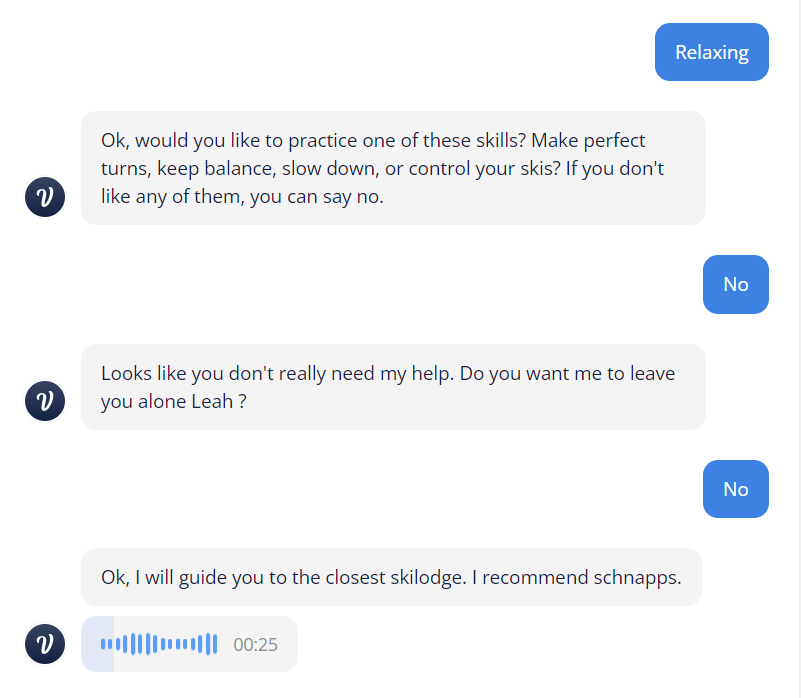 Relaxing
Ok, would you like to practice one of these skills? Make perfect
turns, keep balance, slow down, or control your skis? If you don't
like any of them, you can say no.
V
No
Looks like you don't really need my help. Do you want me to leave
you alone Leah ?
V
No
Ok, I will guide you to the closest skilodge. I recommend schnapps.
V
00:25